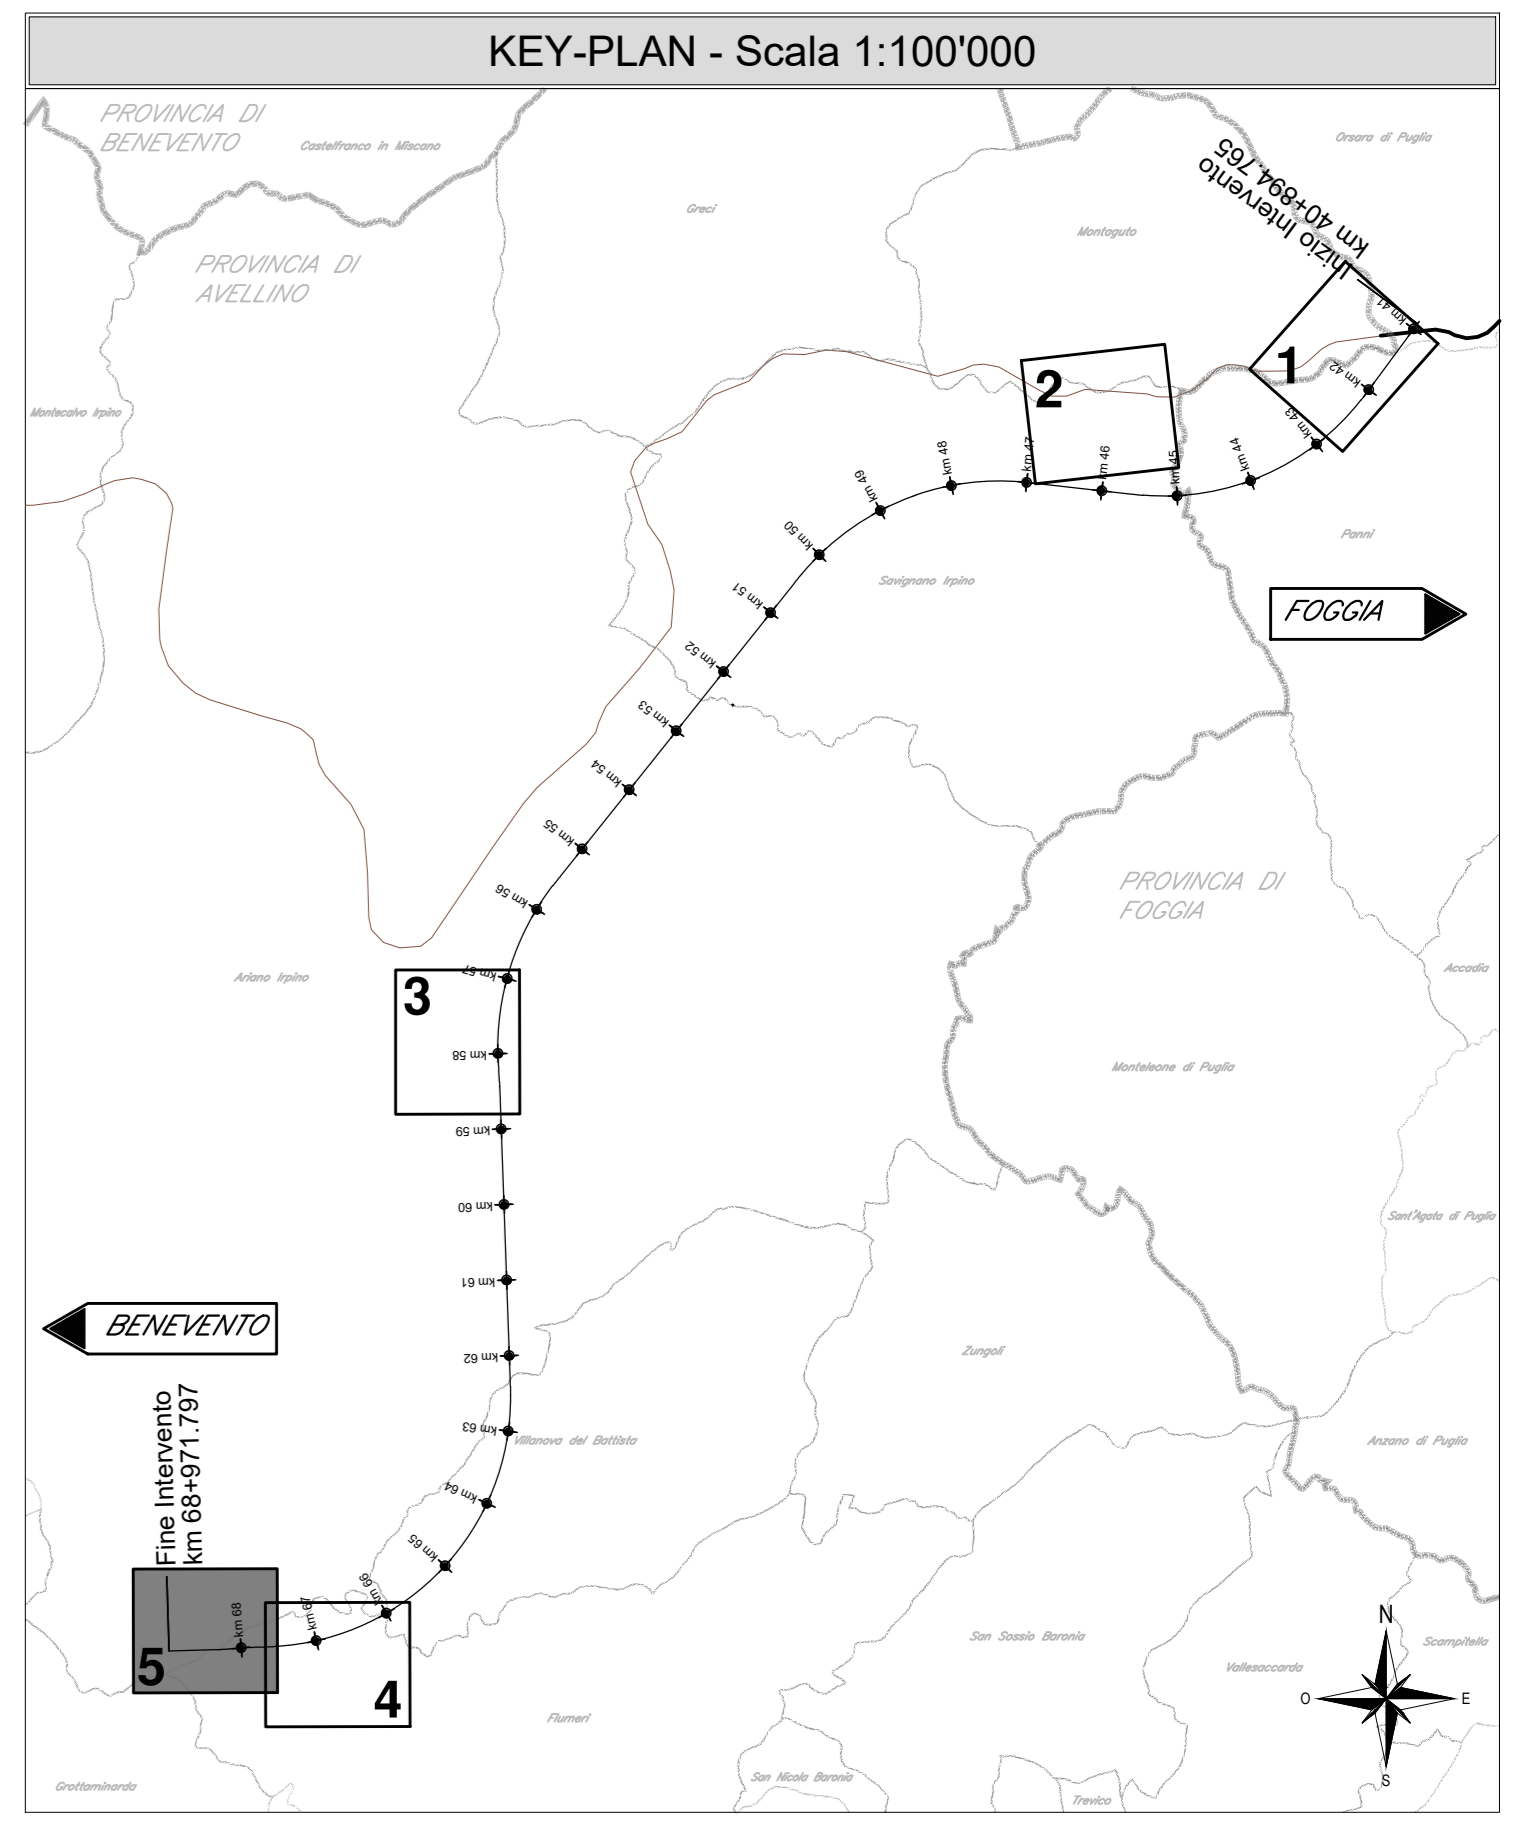 KEY-PLAN - Scala 1:100'000
PROVINCIA DI
BENEVENTO
Castelfranco in Miscano
Orsara di Puglia
Greci
Montaguto
Inizio Intervento
km 40+894.765
PROVINCIA DI
AVELLINO
km 41
1
km 42
2
Montecalvo Irpino
km 43
km 44
km 45
km 46
km 47
km 48
km 49
km 50
Panni
Savignano Irpino
FOGGIA
km 51
km 52
km 53
km 54
km 55
km 56
PROVINCIA DI
FOGGIA
Ariano Irpino
km 57
Accadia
3
km 58
Monteleone di Puglia
km 59
km 60
Sant'Agata di Puglia
km 61
BENEVENTO
km 62
Zungoli
km 63
Villanova del Battista
Anzano di Puglia
Fine Intervento
km 68+971.797
km 64
km 65
km 66
km 67
km 68
5
4
San Sossio Baronia
Vallesaccarda
Scampitella
N
O
E
S
Flumeri
Grottaminarda
San Nicola Baronia
Trevico